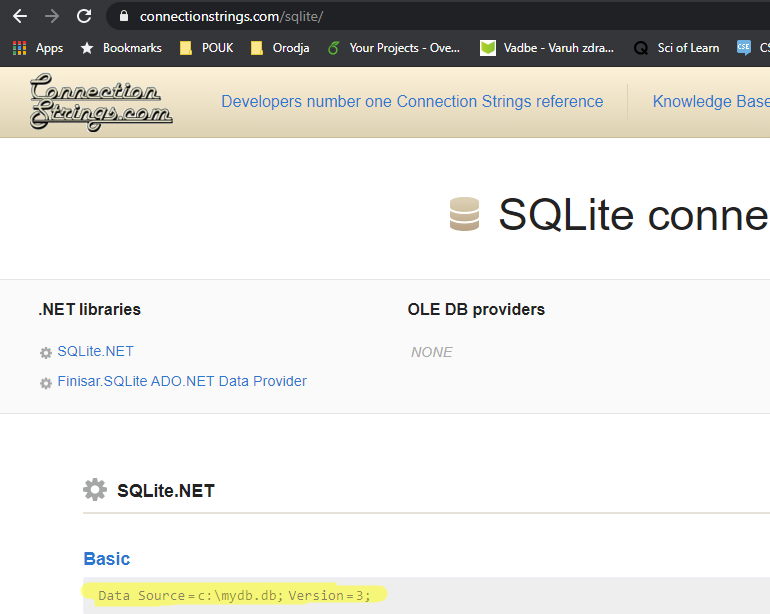 connectionstrings.com/sqlite/
Apps Bookmarks POUK Orodja Your Projects - Ove... Vadbe - Varuh zdra... Sci of Learn CSE CS
Connection
Strings.com
Developers number one Connection Strings reference Knowledge Base
SQLite conne
.NET libraries OLE DB providers
SQLite.NET NONE
Finisar.SQLite ADO.NET Data Provider
SQLite.NET
Basic
Data Source=c:\mydb.db;Version=3;